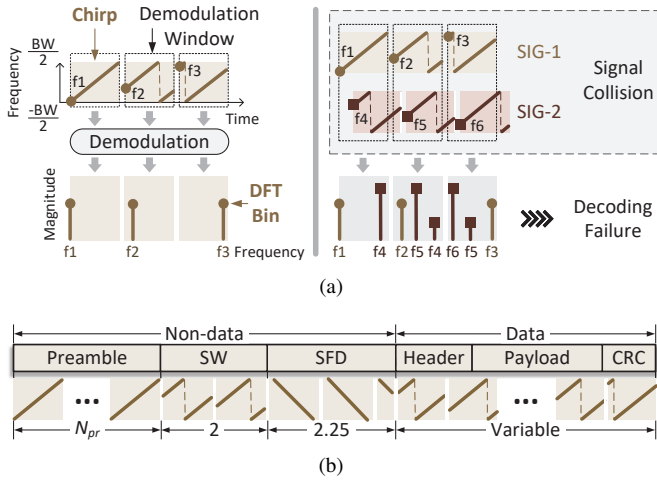 Chirp
Demodulation
Window
Frequency
BW
2
-BW
2
f1
f2
f3
Time
Demodulation
Magnitude
DFT
Bin
f1 f2 f3 Frequency
f1
f2
f3
SIG-1
f4
f5
f6
SIG-2
Signal
Collision
f1 f4 f2 f5 f4 f6 f5 f3
Decoding
Failure
(a)
Non-data Data
Preamble SW SFD Header Payload CRC
••• •••
Npr 2 2.25 Variable
(b)